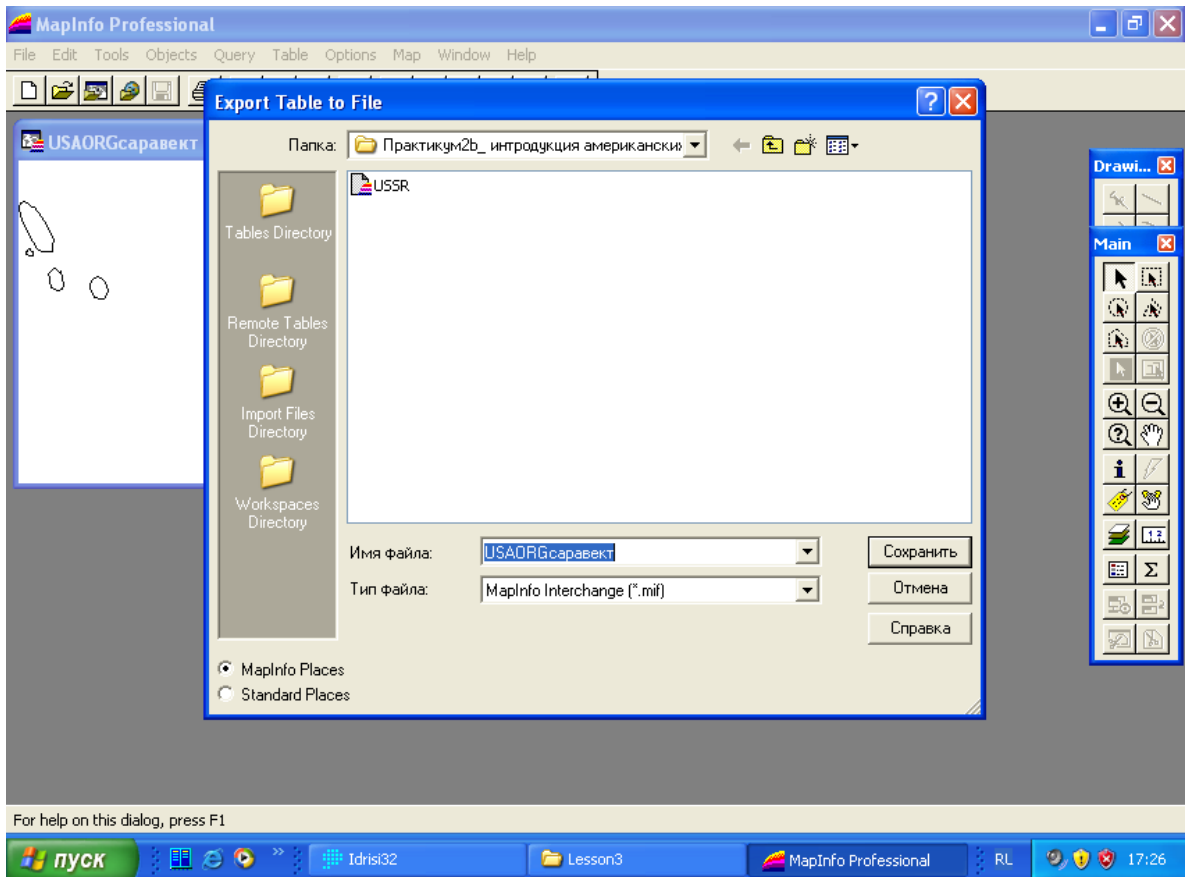 MapInfo Professional
File Edit Tools Objects Query Table Options Map Window Help
Export Table to File
USAORGсаравект
Папка: Практикум2b_ интродукция американских
Drawi...
USSR
Tables Directory
Main
Remote Tables
Directory
Import Files
Directory
Workspaces
Directory
Имя файла: USAORGсаравект Сохранить
Тип файла: MapInfo Interchange (*.mif) Отмена
Справка
MapInfo Places
Standard Places
For help on this dialog, press F1
пуск Idrisi32 Lesson3 MapInfo Professional RL 17:26